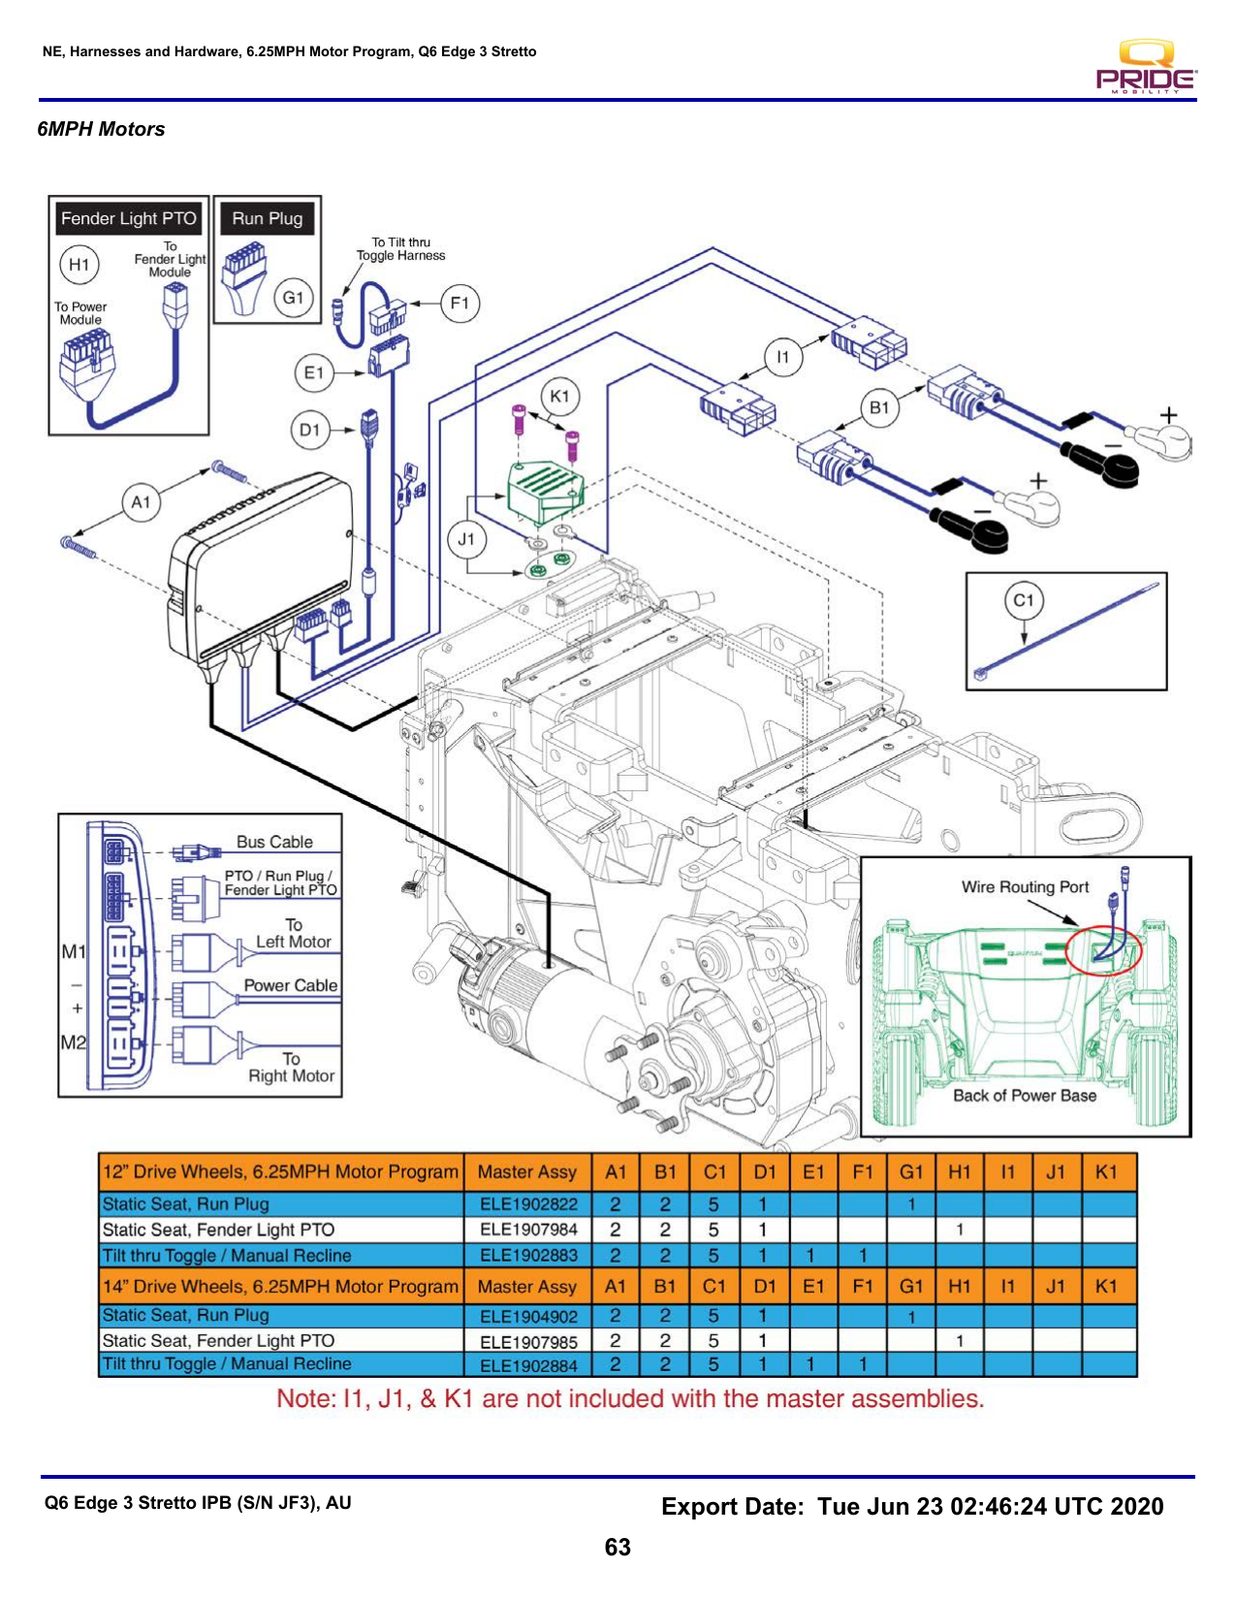 NE, Harnesses and Hardware, 6.25MPH Motor Program, Q6 Edge 3 Stretto
PRIDE
MOBILITY
6MPH Motors
Fender Light PTO
Run Plug
H1
To
Fender Light
Module
To Power
Module
G1
To Tilt thru
Toggle Harness
F1
E1
D1
A1
K1
J1
I1
B1
+
−
+
−
C1
Bus Cable
PTO / Run Plug /
Fender Light PTO
To
Left Motor
M1
−
Power Cable
+
M2
To
Right Motor
Wire Routing Port
QUANTUM
Back of Power Base
12” Drive Wheels, 6.25MPH Motor Program Master Assy A1 B1 C1 D1 E1 F1 G1 H1 I1 J1 K1
Static Seat, Run Plug ELE1902822 2 2 5 1 1
Static Seat, Fender Light PTO ELE1907984 2 2 5 1 1
Tilt thru Toggle / Manual Recline ELE1902883 2 2 5 1 1 1
14” Drive Wheels, 6.25MPH Motor Program Master Assy A1 B1 C1 D1 E1 F1 G1 H1 I1 J1 K1
Static Seat, Run Plug ELE1904902 2 2 5 1 1
Static Seat, Fender Light PTO ELE1907985 2 2 5 1 1
Tilt thru Toggle / Manual Recline ELE1902884 2 2 5 1 1 1
Note: I1, J1, & K1 are not included with the master assemblies.
Q6 Edge 3 Stretto IPB (S/N JF3), AU
Export Date: Tue Jun 23 02:46:24 UTC 2020
63